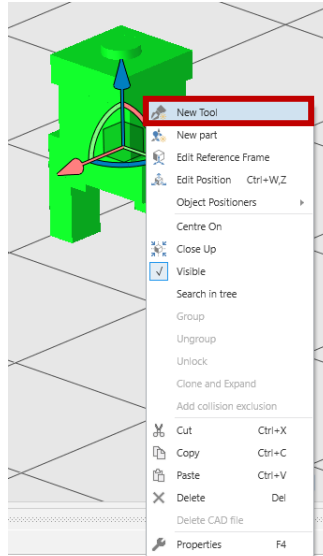 New Tool
New part
Edit Reference Frame
Edit Position Ctrl+W,Z
Object Positioners
Centre On
Close Up
Visible
Search in tree
Group
Ungroup
Unlock
Clone and Expand
Add collision exclusion
Cut Ctrl+X
Copy Ctrl+C
Paste Ctrl+V
Delete Del
Delete CAD file
Properties F4